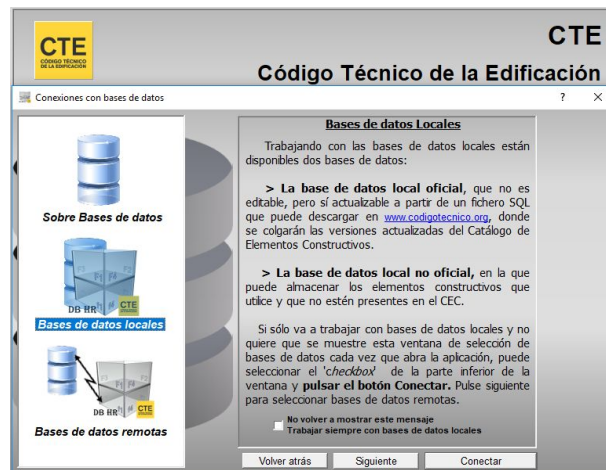 CTE
CTE
CÓDIGO TÉCNICO
DE LA EDIFICACIÓN
Código Técnico de la Edificación
Conexiones con bases de datos
?
×
Sobre Bases de datos
DB HR
CTE
Bases de datos locales
DB HR
CTE
Bases de datos remotas
Bases de datos Locales
Trabajando con las bases de datos locales están
disponibles dos bases de datos:
> La base de datos local oficial, que no es
editable, pero sí actualizable a partir de un fichero SQL
que puede descargar en www.codigotecnico.org, donde
se colgarán las versiones actualizadas del Catálogo de
Elementos Constructivos.
> La base de datos local no oficial, en la que
puede almacenar los elementos constructivos que
utilice y que no estén presentes en el CEC.
Si sólo va a trabajar con bases de datos locales y no
quiere que se muestre esta ventana de selección de
bases de datos cada vez que abra la aplicación, puede
seleccionar el 'checkbox' de la parte inferior de la
ventana y pulsar el botón Conectar. Pulse siguiente
para seleccionar bases de datos remotas.
No volver a mostrar este mensaje
Trabajar siempre con bases de datos locales
Volver atrás
Siguiente
Conectar